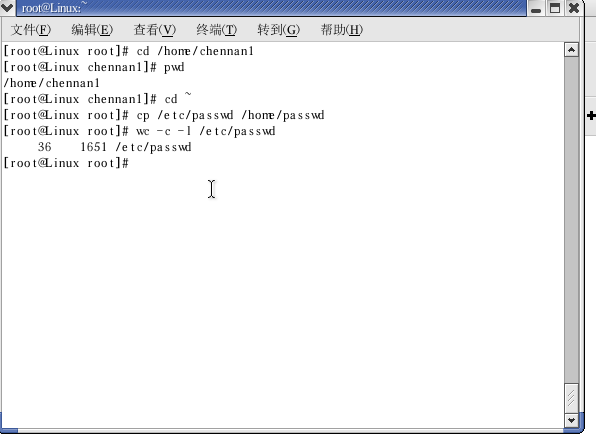 root@Linux:~
文件(F) 编辑(E) 查看(V) 终端(T) 转到(G) 帮助(H)
[root@Linux root]# cd /home/chennan1
[root@Linux chennan1]# pwd
/home/chennan1
[root@Linux chennan1]# cd ~
[root@Linux root]# cp /etc/passwd /home/passwd
[root@Linux root]# wc -c -l /etc/passwd
     36    1651 /etc/passwd
[root@Linux root]#